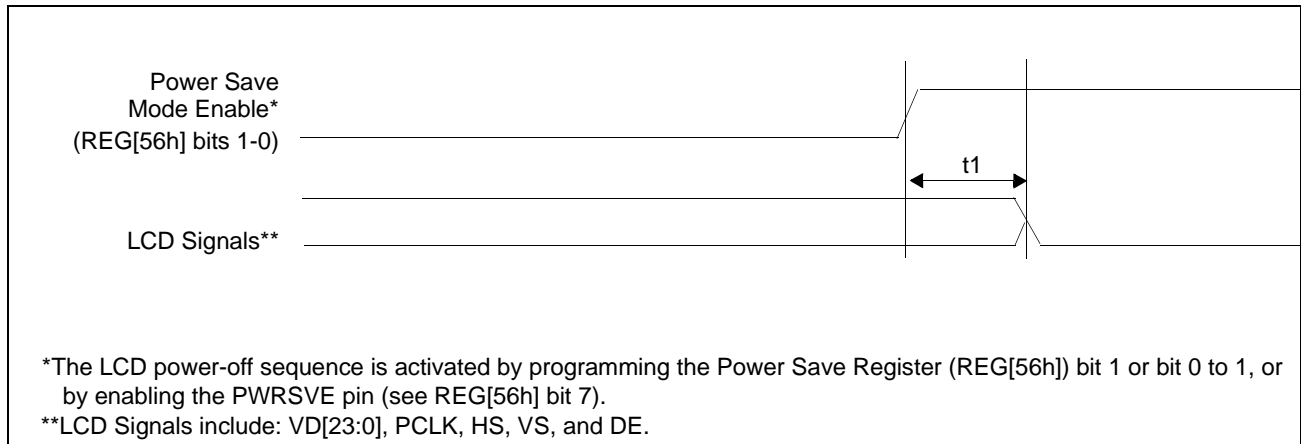 Power Save
Mode Enable*
(REG[56h] bits 1-0)
t1
LCD Signals**
*The LCD power-off sequence is activated by programming the Power Save Register (REG[56h]) bit 1 or bit 0 to 1, or
by enabling the PWRSVE pin (see REG[56h] bit 7).
**LCD Signals include: VD[23:0], PCLK, HS, VS, and DE.